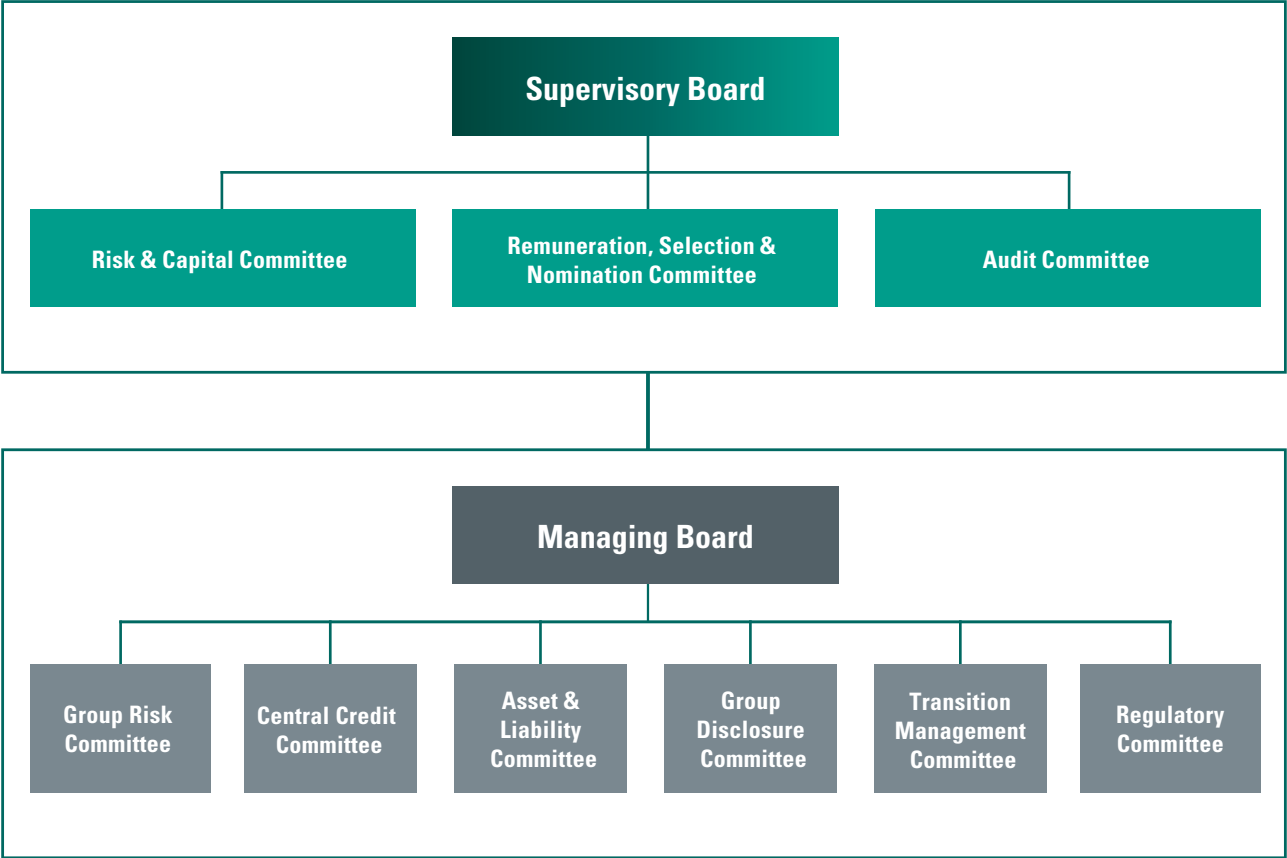 Supervisory Board
Risk & Capital Committee
Remuneration, Selection &
Nomination Committee
Audit Committee
Managing Board
Group Risk
Committee
Central Credit
Committee
Asset &
Liability
Committee
Group
Disclosure
Committee
Transition
Management
Committee
Regulatory
Committee